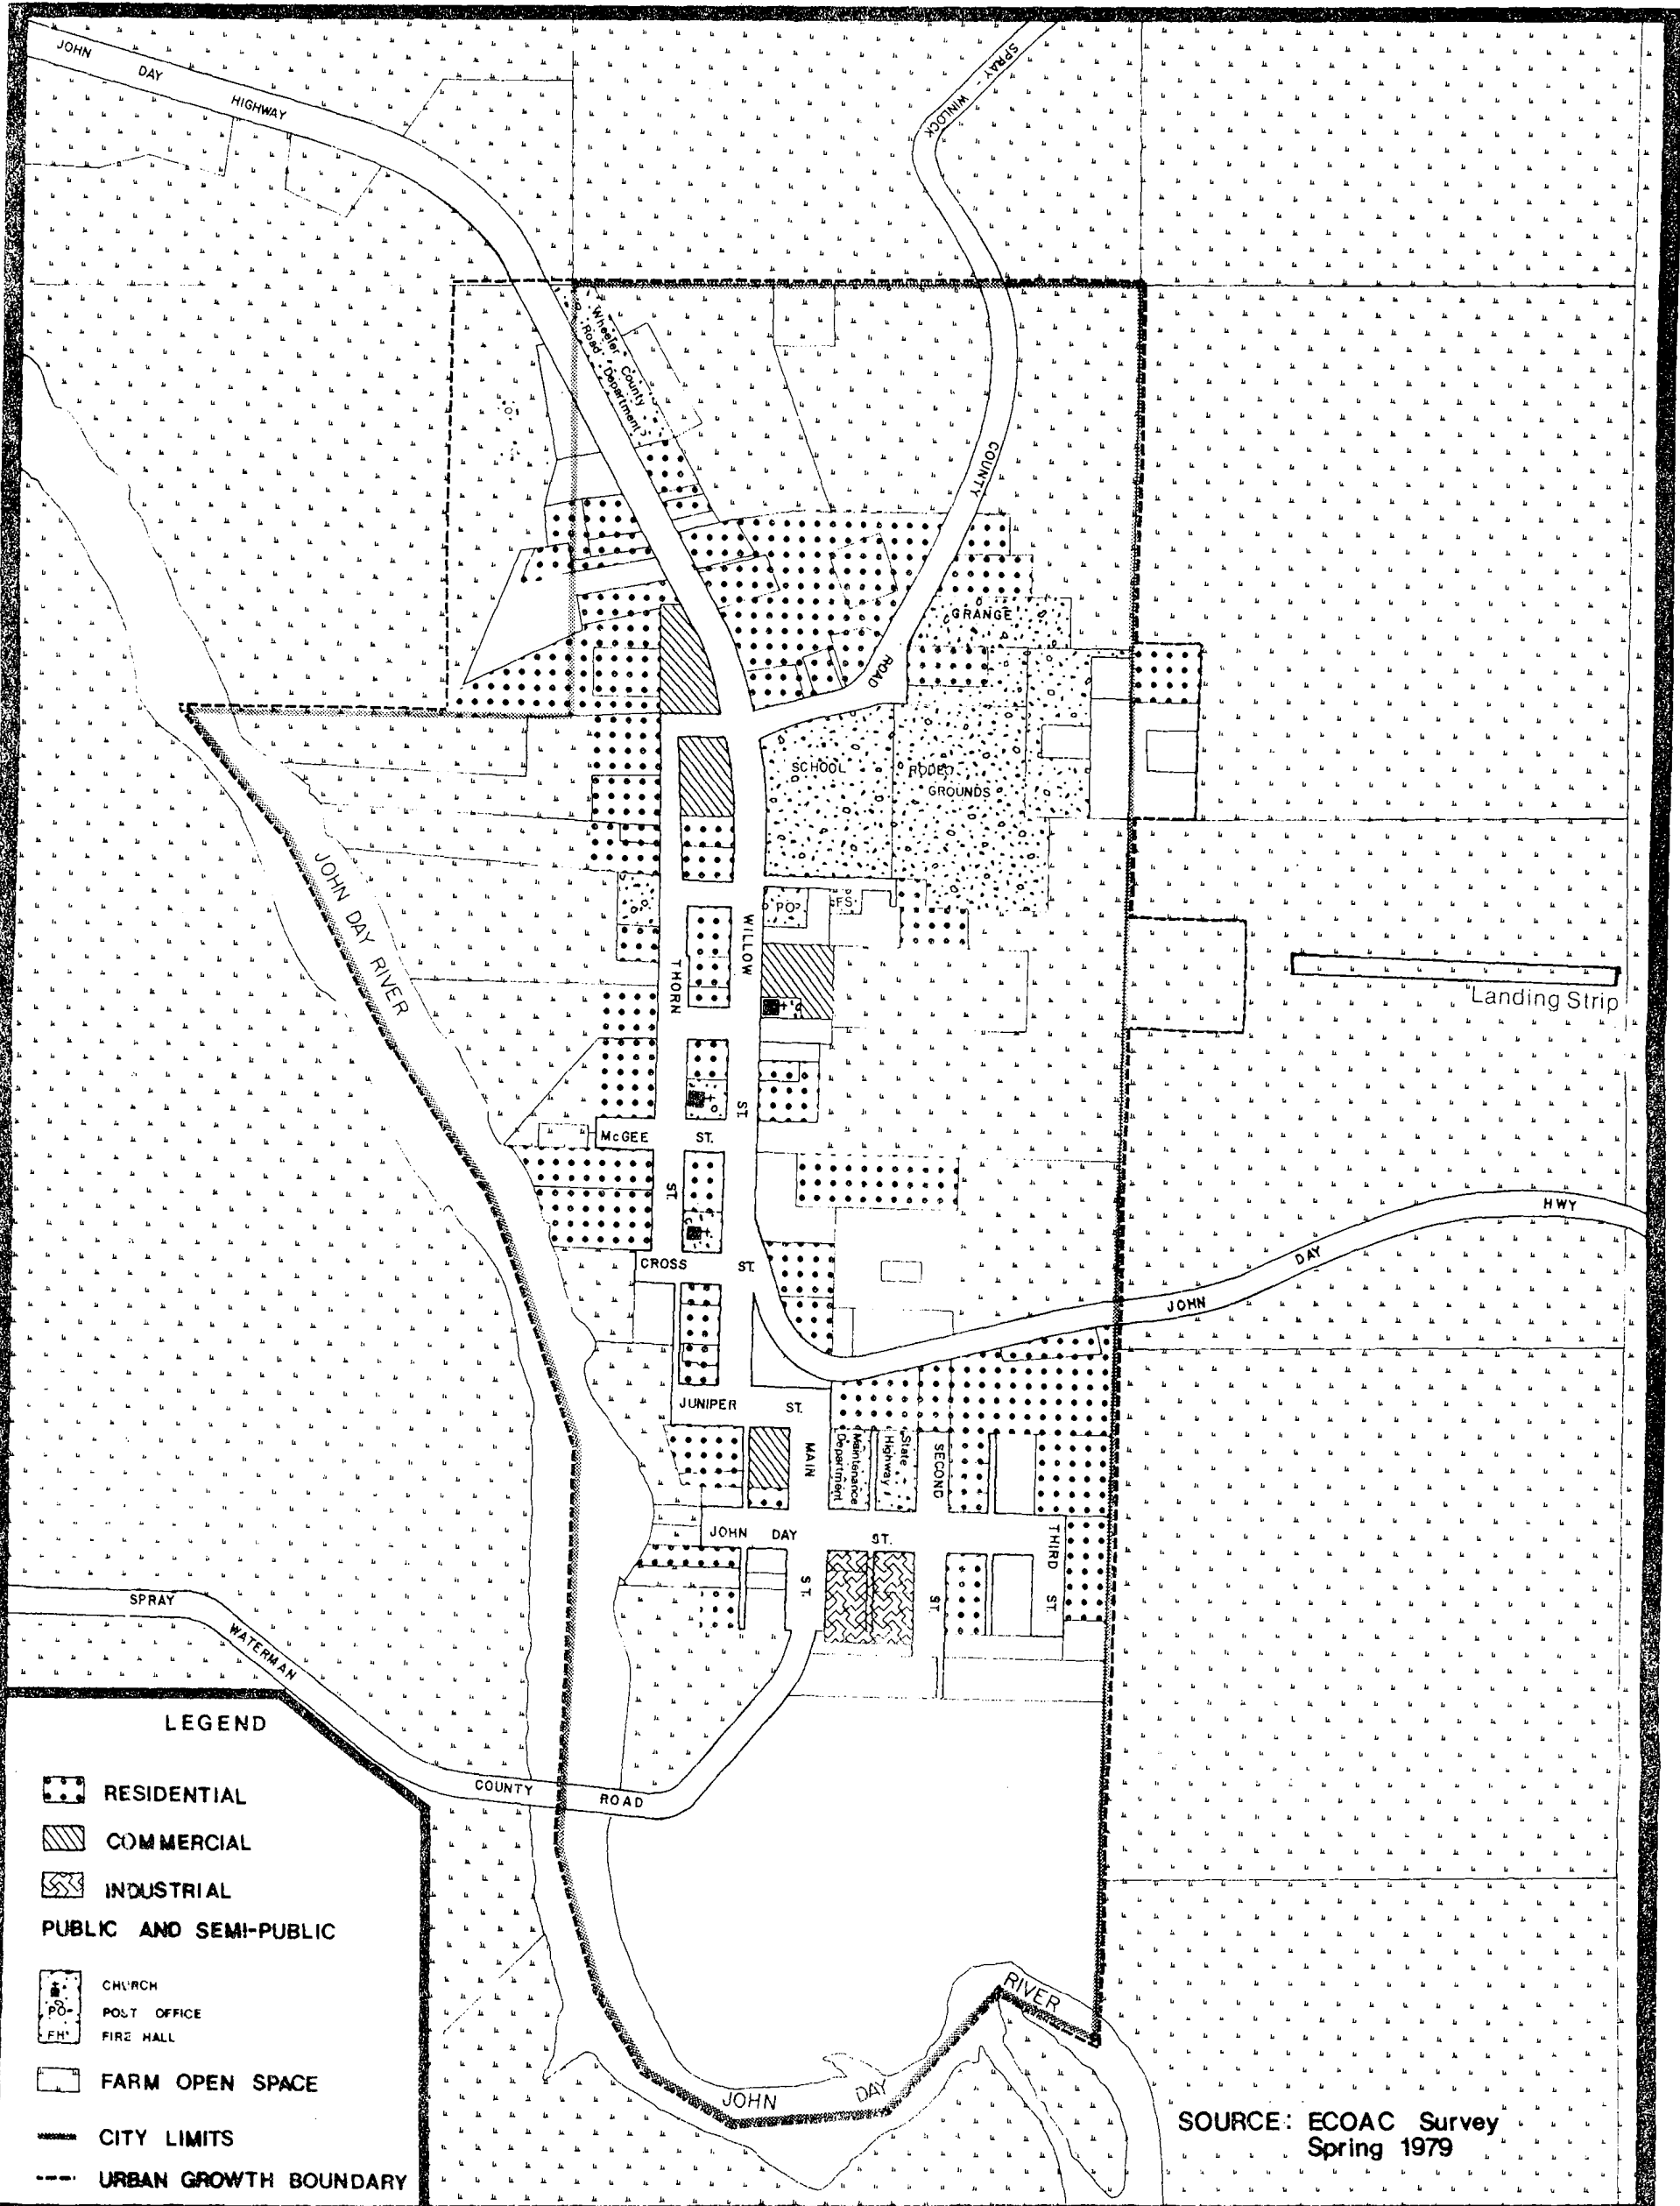 JOHN DAY HIGHWAY
SPRAY - WINLOCK
COUNTY
ROAD
Wheeler County
Road Department
GRANGE
SCHOOL
RODEO
GROUNDS
JOHN DAY RIVER
PO
FS
WILLOW
THORN
Landing Strip
ST.
McGEE ST.
ST.
CROSS ST.
HWY
DAY
JOHN
JUNIPER ST.
MAIN
State
Highway
Maintenance
Department
SECOND
JOHN DAY ST.
THIRD
ST.
ST.
ST.
SPRAY
WATERMAN
COUNTY ROAD
LEGEND
RESIDENTIAL
COMMERCIAL
INDUSTRIAL
PUBLIC AND SEMI-PUBLIC
CHURCH
PO POST OFFICE
FH FIRE HALL
FARM OPEN SPACE
CITY LIMITS
URBAN GROWTH BOUNDARY
JOHN DAY
RIVER
SOURCE: ECOAC Survey
Spring 1979